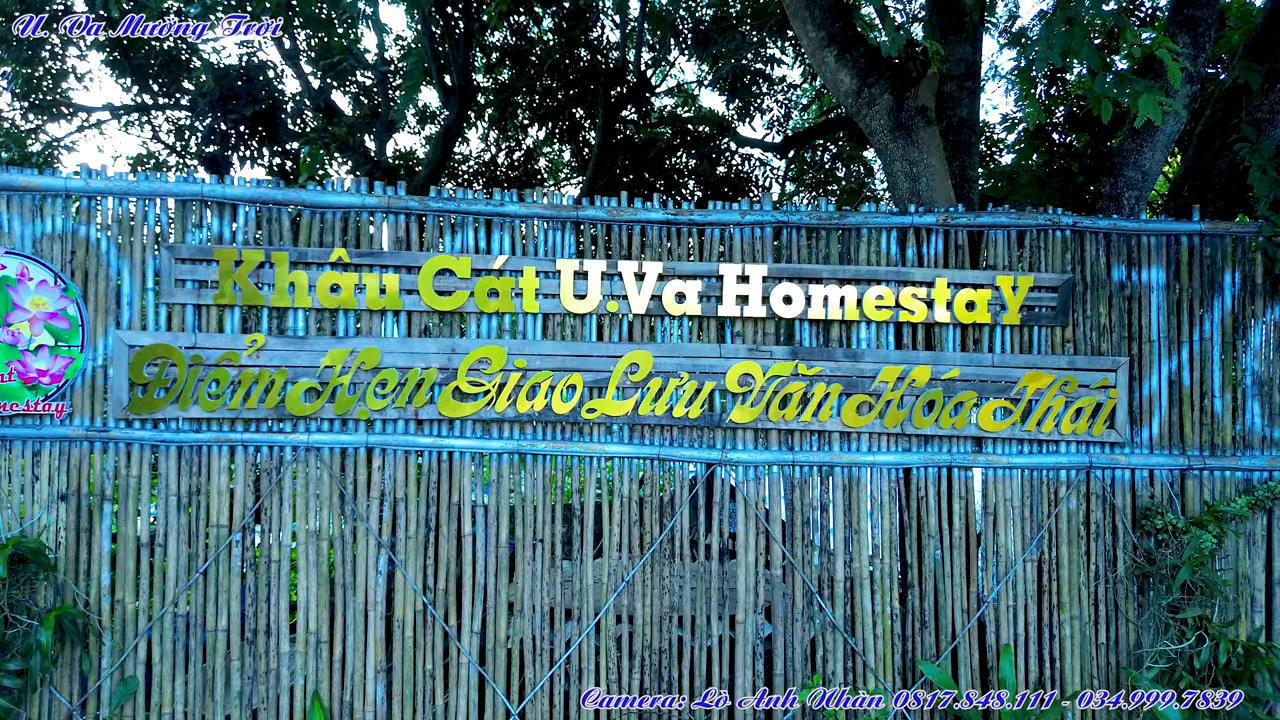 U. Va Mường Trời
Khâu Cát U.Va HomestaY
Điểm Hẹn Giao Lưu Văn Hóa Thái
Camera: Lò Anh Nhàn 0817.848.111 - 034.999.7839